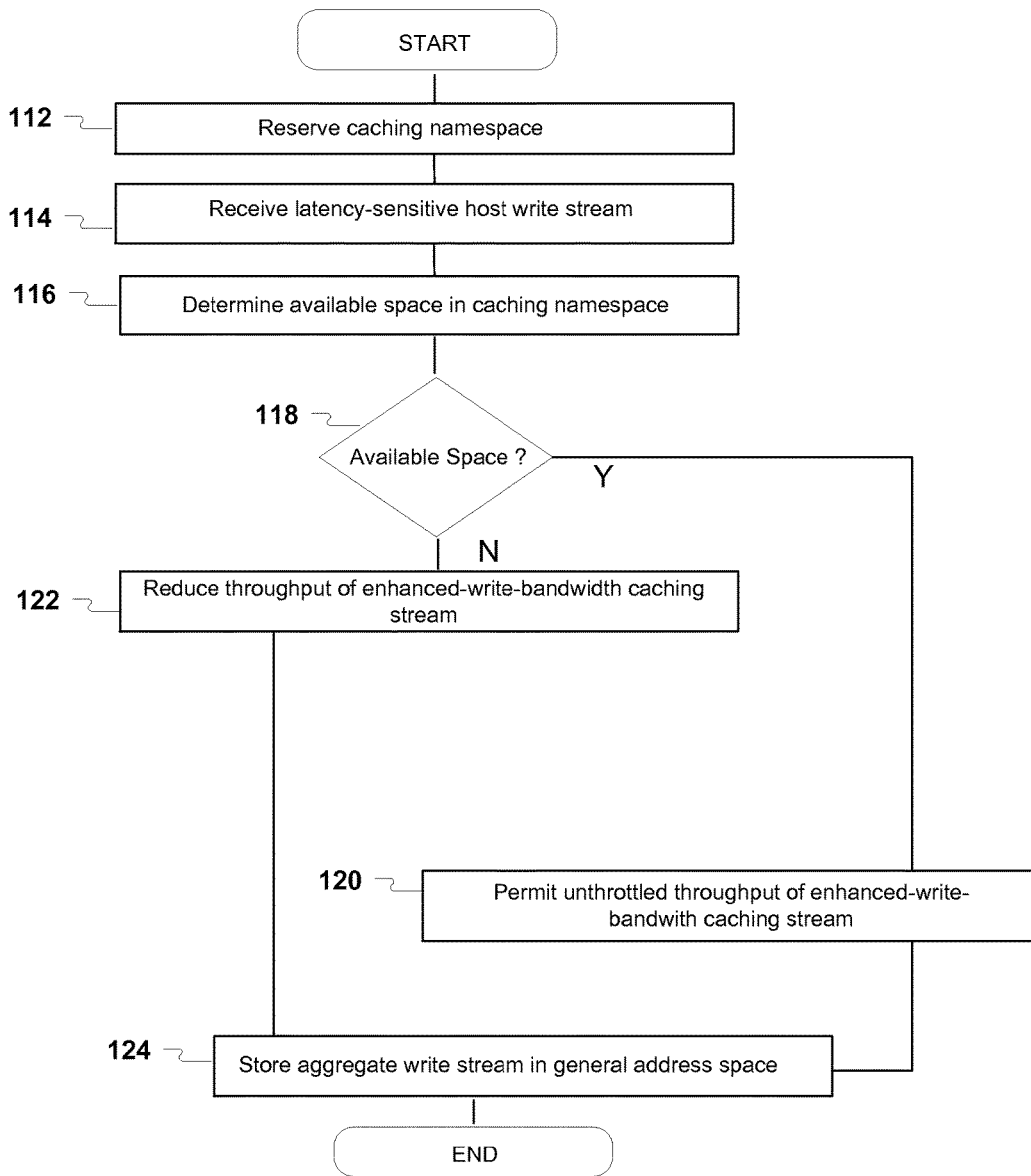 START
112
Reserve caching namespace
114
Receive latency-sensitive host write stream
116
Determine available space in caching namespace
118
Available Space ?
Y
N
122
Reduce throughput of enhanced-write-bandwidth caching
stream
120
Permit unthrottled throughput of enhanced-write-
bandwith caching stream
124
Store aggregate write stream in general address space
END